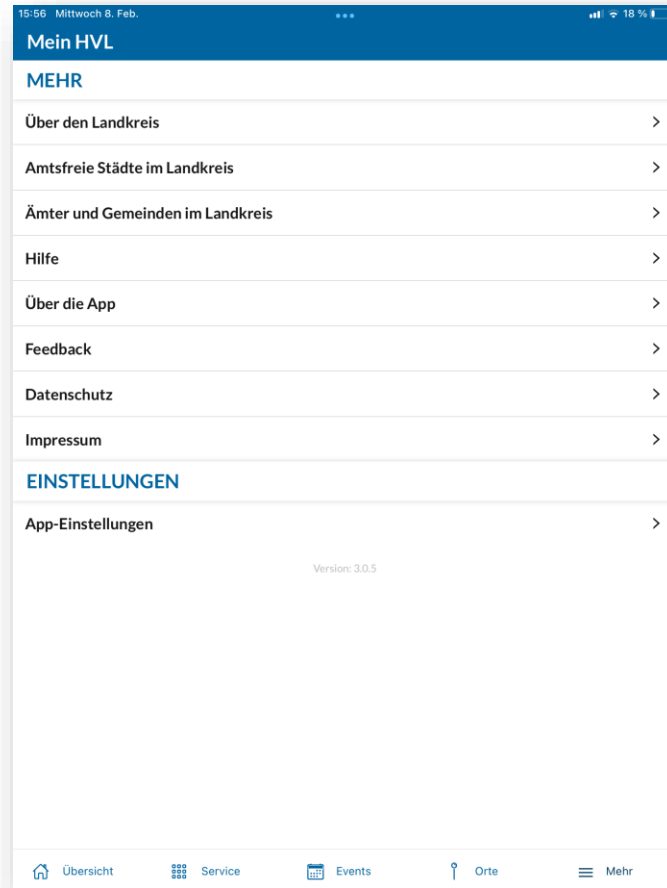 15:56 Mittwoch 8. Feb. 18 %
Mein HVL
MEHR
Über den Landkreis
Amtsfreie Städte im Landkreis
Ämter und Gemeinden im Landkreis
Hilfe
Über die App
Feedback
Datenschutz
Impressum
EINSTELLUNGEN
App-Einstellungen
Version: 3.0.5
Übersicht Service Events Orte Mehr